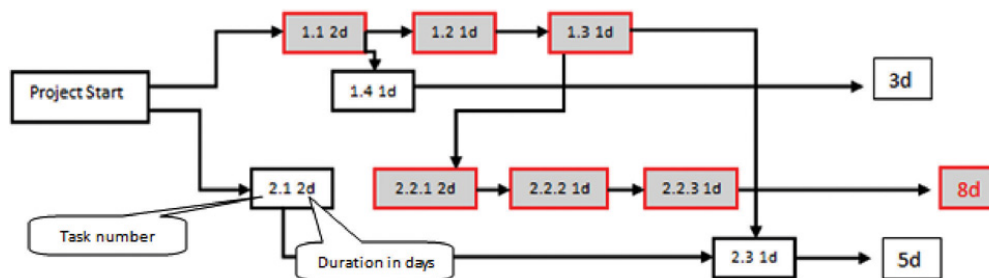 1.1 2d
1.2 1d
1.3 1d
Project Start
1.4 1d
3d
2.1 2d
2.2.1 2d
2.2.2 1d
2.2.3 1d
8d
Task number
Duration in days
2.3 1d
5d